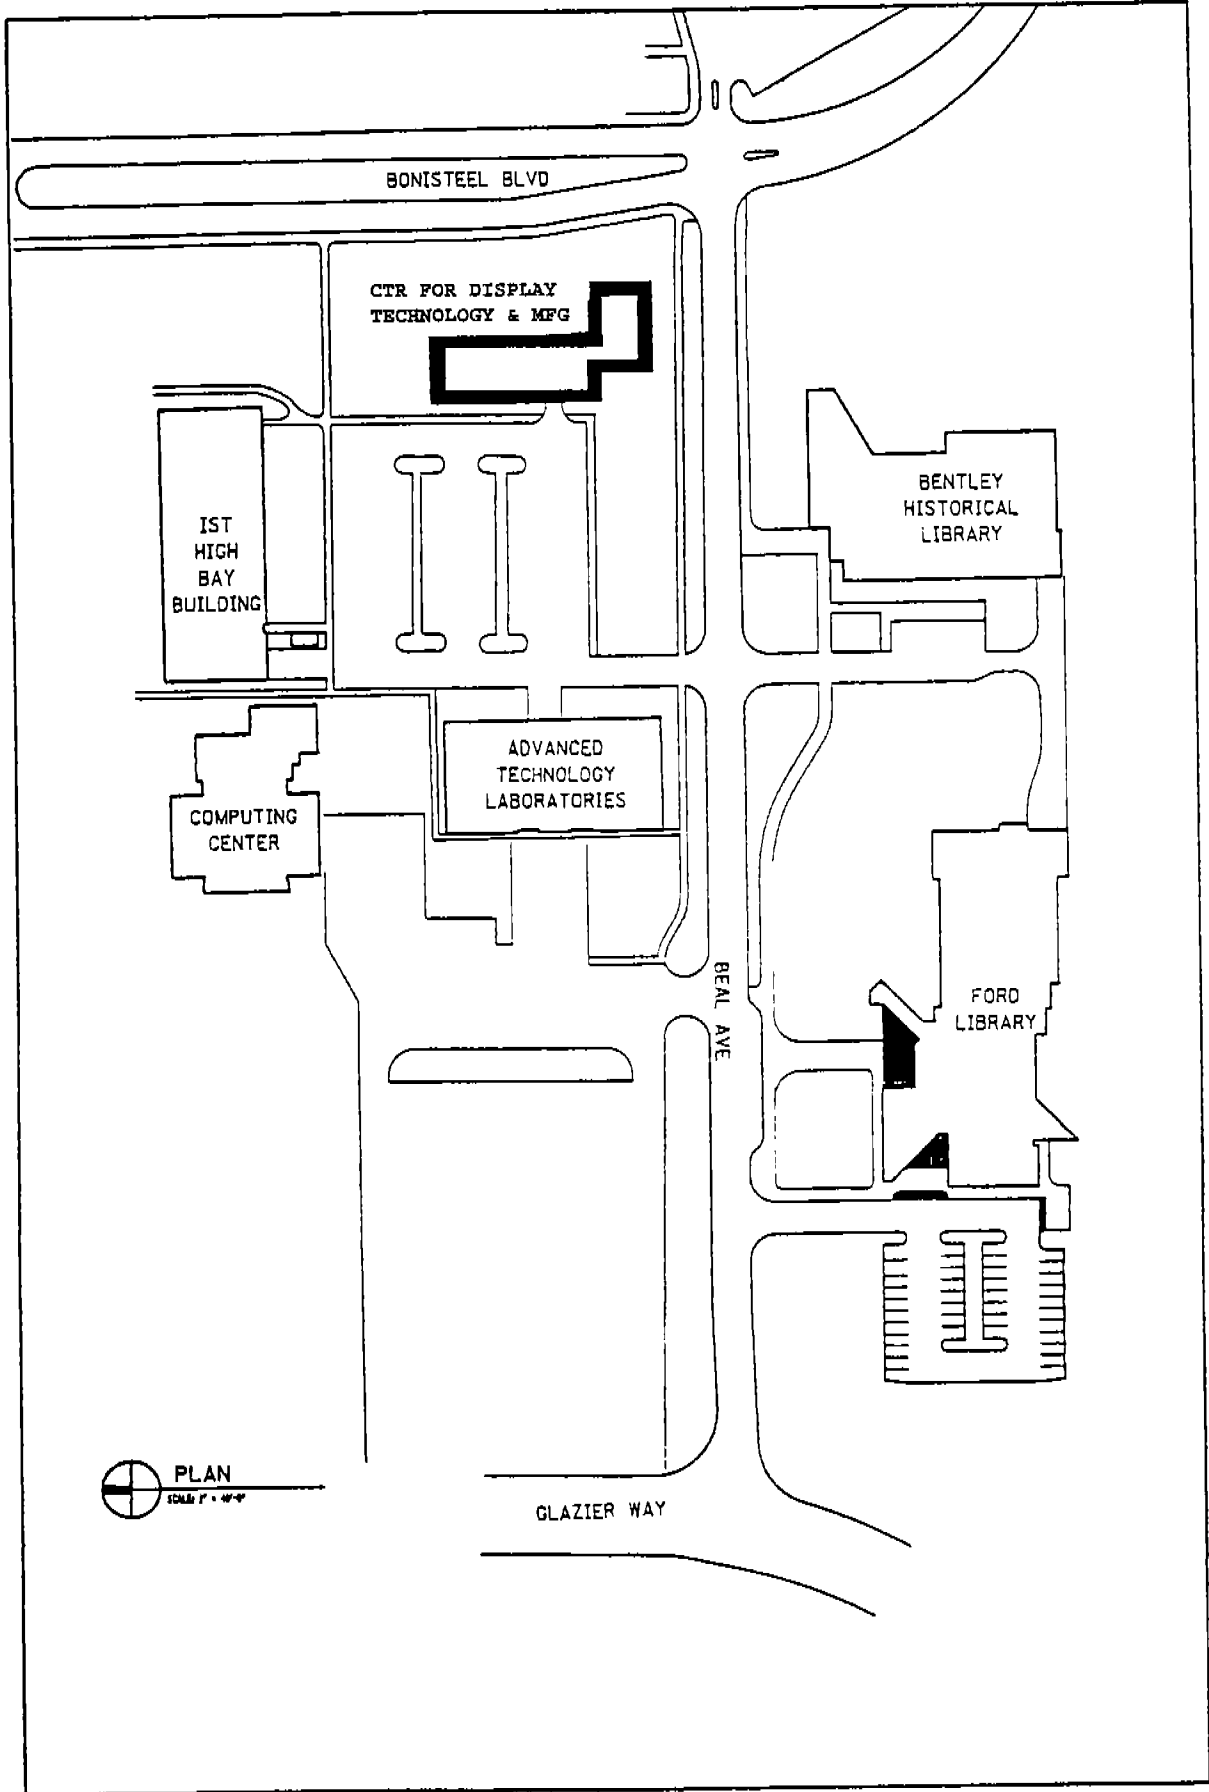 BONISTEEL BLVD
CTR FOR DISPLAY
TECHNOLOGY & MFG
BENTLEY
HISTORICAL
LIBRARY
IST
HIGH
BAY
BUILDING
ADVANCED
TECHNOLOGY
LABORATORIES
COMPUTING
CENTER
BEAL AVE
FORD
LIBRARY
PLAN
GLAZIER WAY